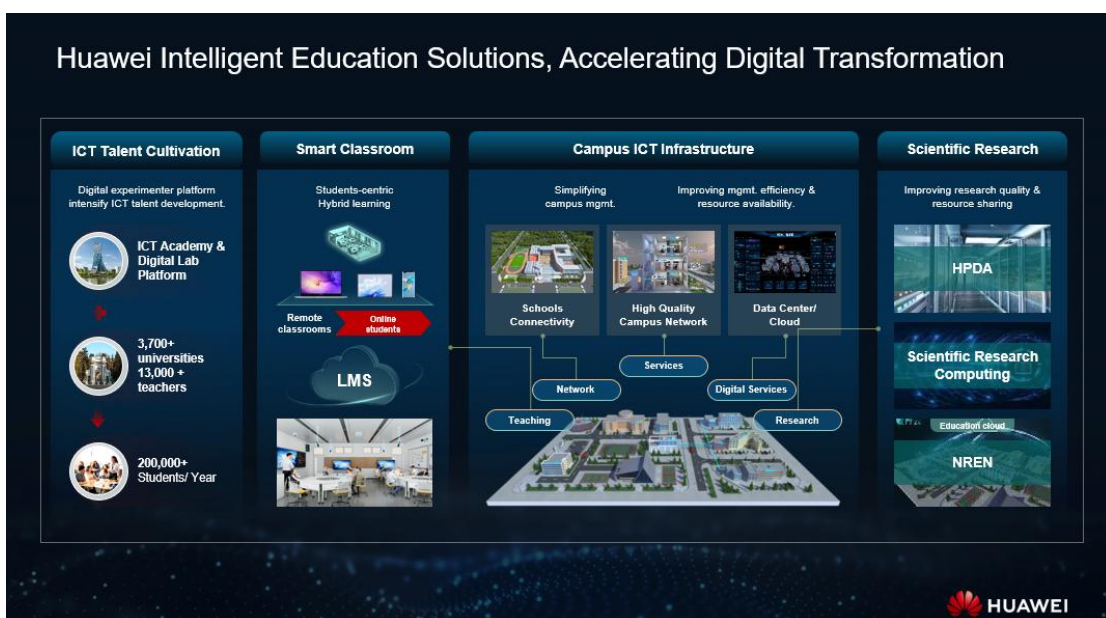 Huawei Intelligent Education Solutions, Accelerating Digital Transformation
ICT Talent Cultivation
Digital experimenter platform
intensify ICT talent development.
ICT Academy &
Digital Lab
Platform
3,700+
universities
13,000 +
teachers
200,000+
Students/ Year
Smart Classroom
Students-centric
Hybrid learning
Remote
classrooms
Online
students
LMS
Campus ICT Infrastructure
Simplifying
campus mgmt.
Improving mgmt. efficiency &
resource availability.
Schools
Connectivity
High Quality
Campus Network
Data Center/
Cloud
Services
Network
Digital Services
Teaching
Research
Scientific Research
Improving research quality &
resource sharing
HPDA
Scientific Research
Computing
Education cloud
NREN
HUAWEI